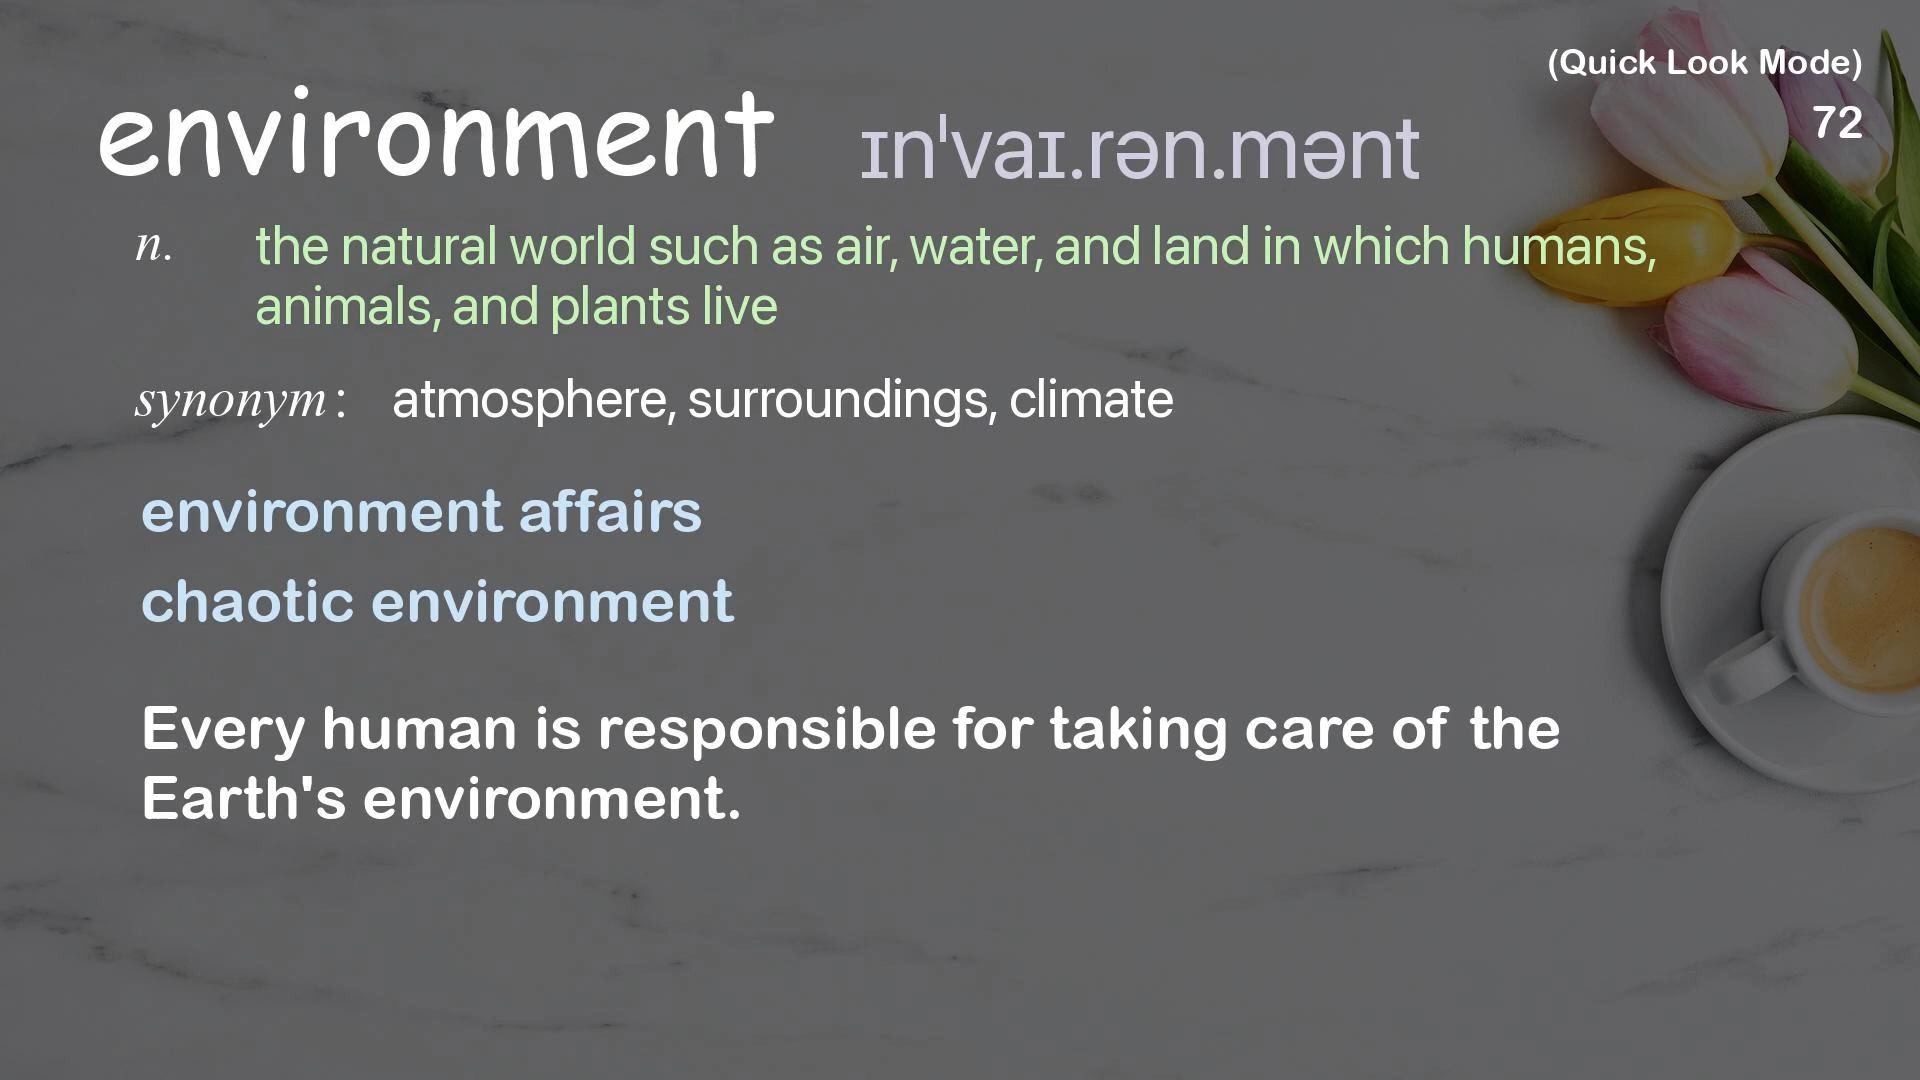 (Quick Look Mode)
72
environment ɪnˈvaɪ.rən.mənt
n. the natural world such as air, water, and land in which humans,
animals, and plants live
synonym : atmosphere, surroundings, climate
environment affairs
chaotic environment
Every human is responsible for taking care of the
Earth's environment.